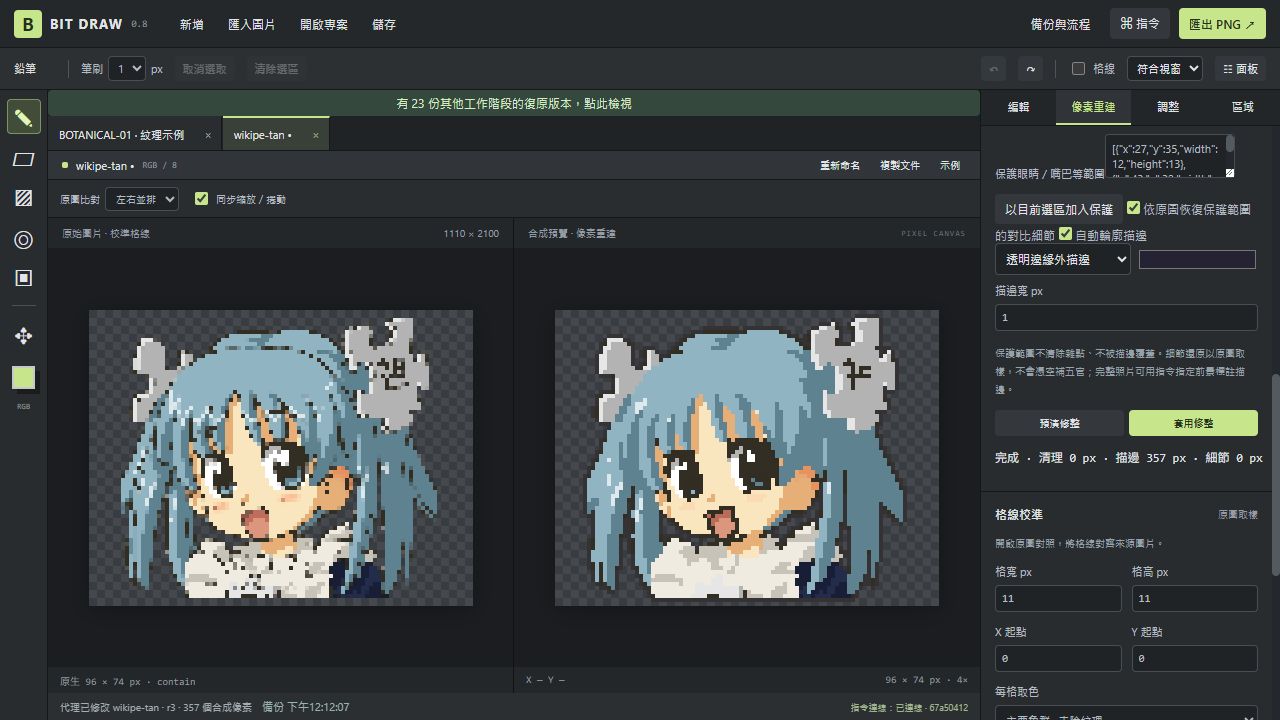 B BIT DRAW 0.8 新增 匯入圖片 開啟專案 儲存 備份與流程 ⌘ 指令 匯出 PNG ↗
鉛筆 筆刷 1 px 取消選取 清除選區 格線 符合視窗 ☷ 面板
有 23 份其他工作階段的復原版本，點此檢視
編輯 像素重建 調整 區域
BOTANICAL-01 · 紋理示例 × wikipe-tan • ×
wikipe-tan • RGB / 8 重新命名 複製文件 示例
原圖比對 左右並排 同步縮放 / 捲動
原始圖片 · 校準格線 1110 × 2100 合成預覽 · 像素重建 PIXEL CANVAS
保護眼睛 / 嘴巴等範圍
[{"x":27,"y":35,"width":
12,"height":13},
以目前選區加入保護 依原圖恢復保護範圍
的對比細節 自動輪廓描邊
透明邊緣外描邊
描邊寬 px
1
保護範圍不清除雜點、不被描邊覆蓋。細節還原以原圖取
樣，不會憑空補五官；完整照片可用指令指定前景標註描
邊。
預演修整 套用修整
完成 · 清理 0 px · 描邊 357 px · 細節 0 px
格線校準 原圖取樣
開啟原圖對照，將格線對齊來源圖片。
格寬 px 格高 px
11 11
X 起點 Y 起點
0 0
每格取色
RGB
原生 96 × 74 px · contain X — Y — 96 × 74 px · 4×
代理已修改 wikipe-tan · r3 · 357 個合成像素 備份 下午12:12:07 指令連線：已連線 · 67a50412